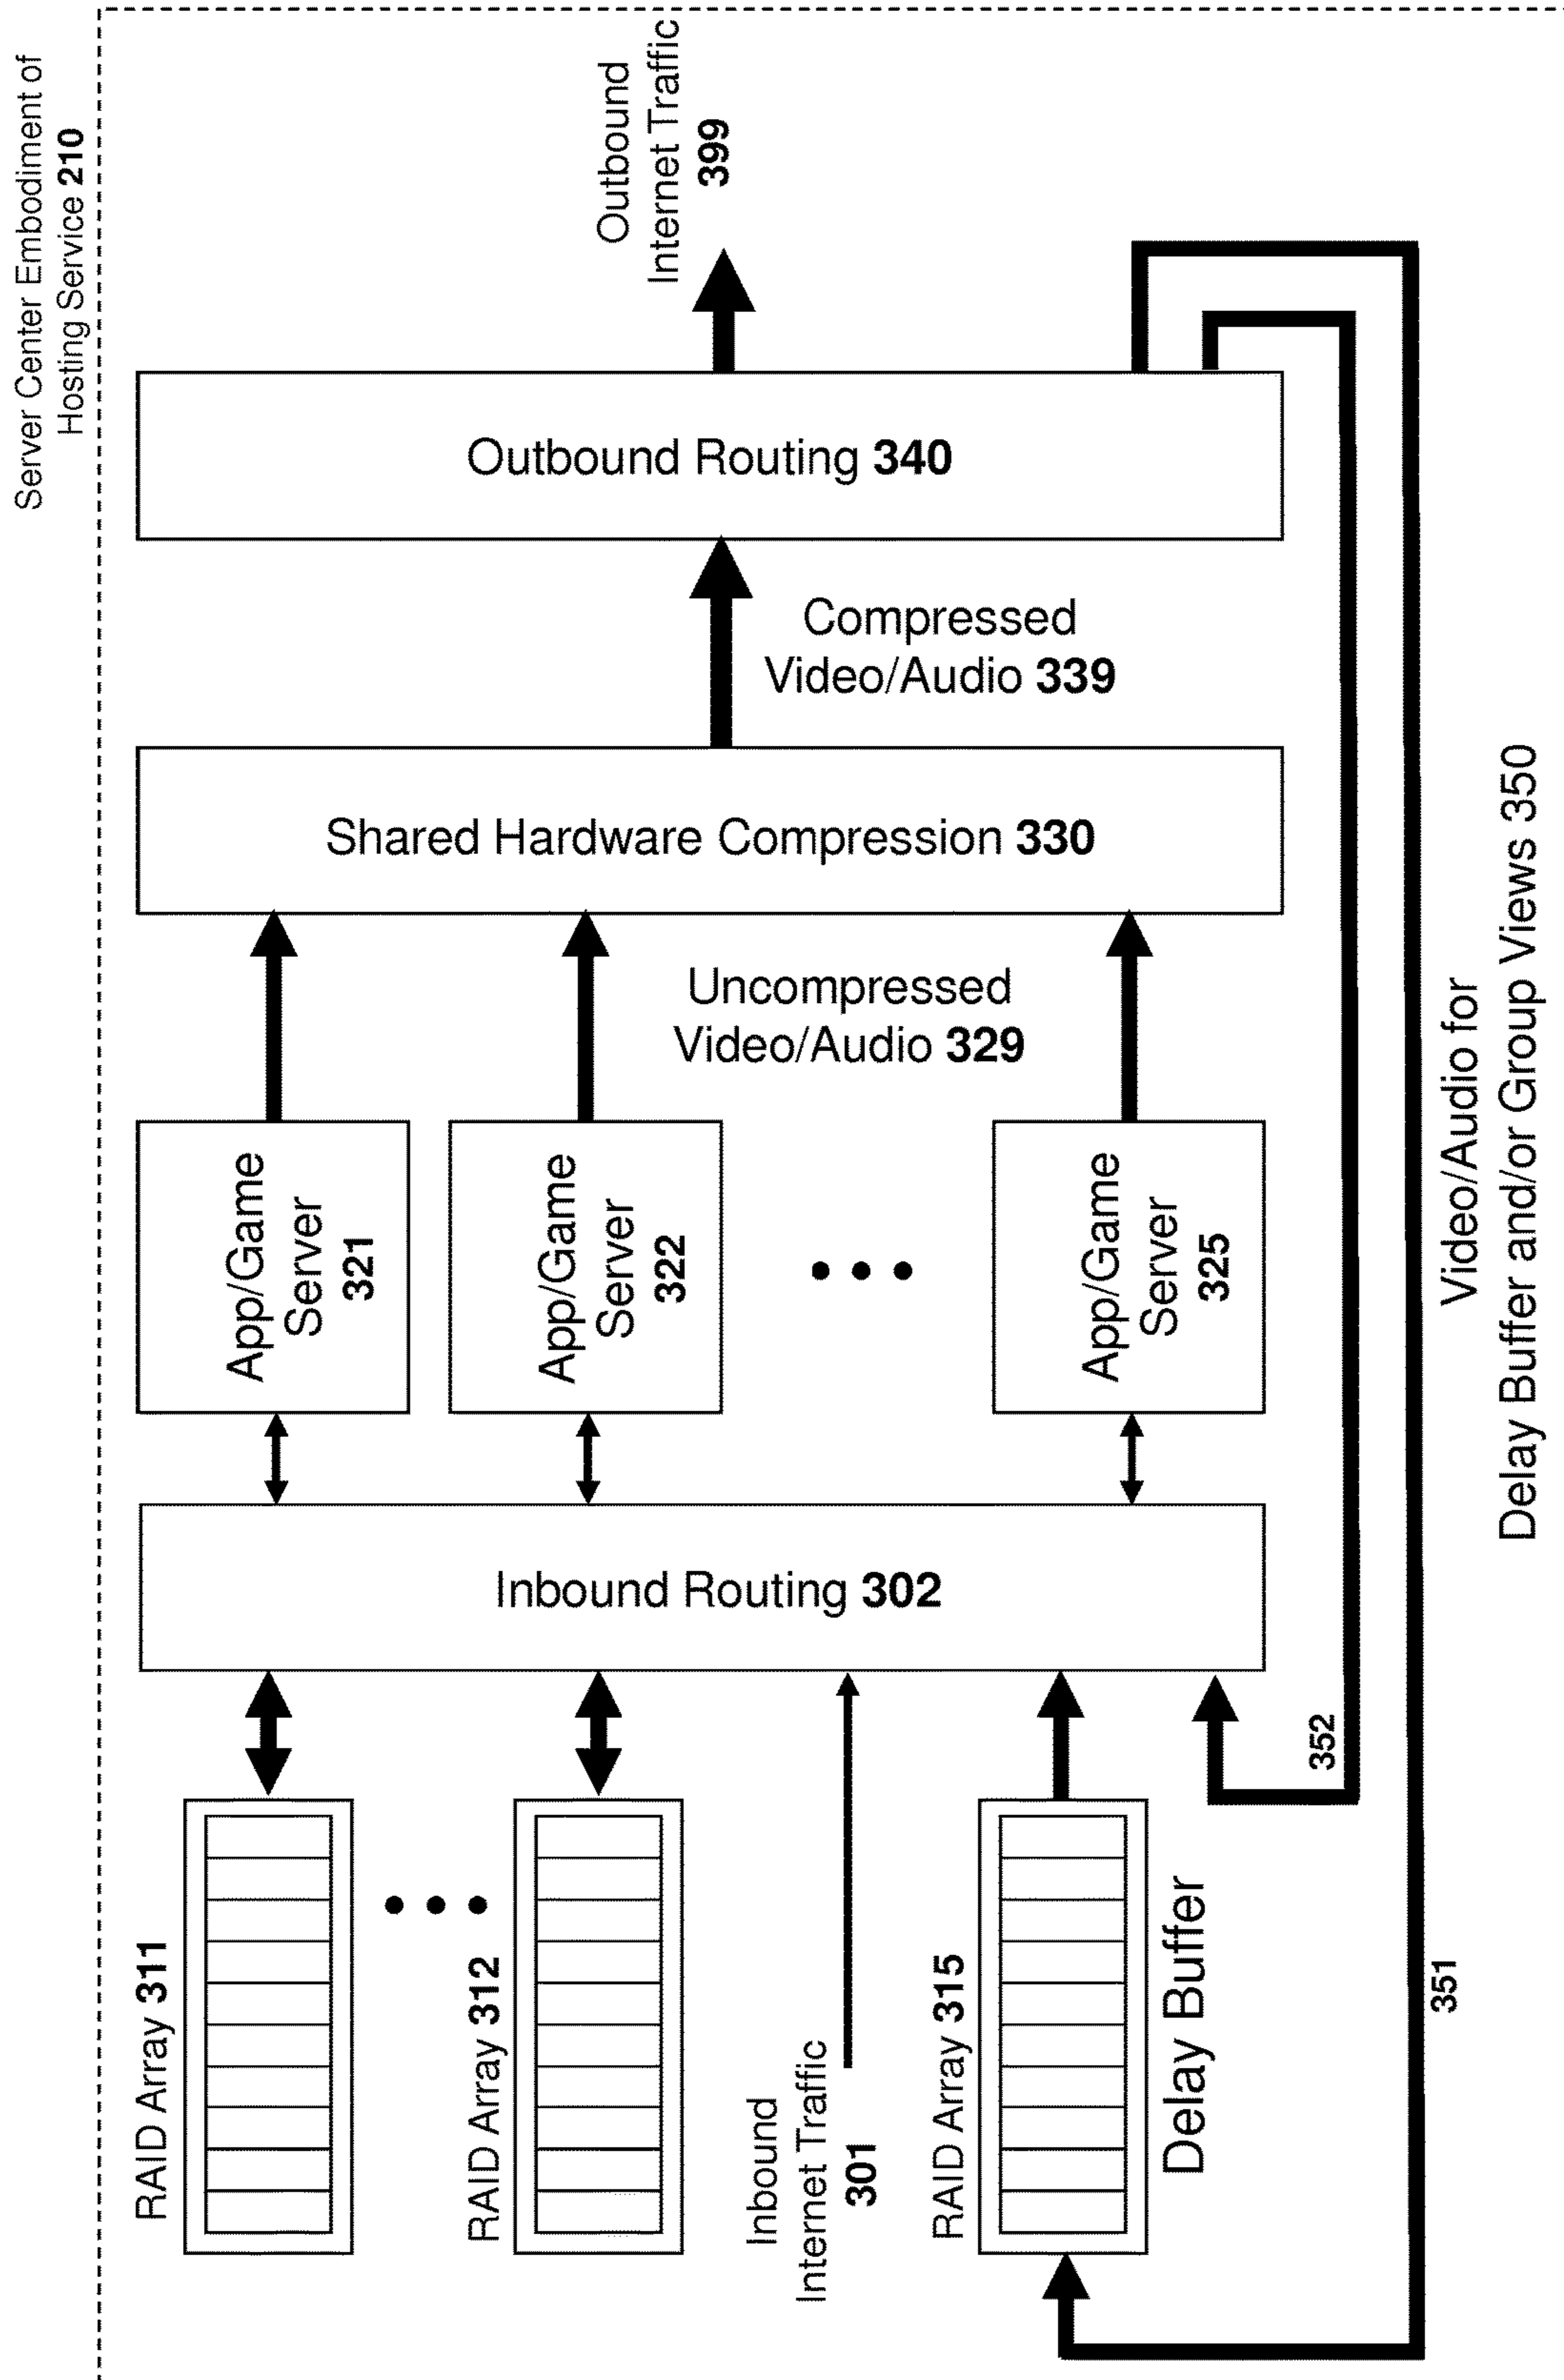 Server Center Embodiment of
Hosting Service 210
RAID Array 311
RAID Array 312
Inbound
Internet Traffic
301
RAID Array 315
Delay Buffer
Inbound Routing 302
App/Game
Server
321
App/Game
Server
322
App/Game
Server
325
Uncompressed
Video/Audio 329
Shared Hardware Compression 330
Compressed
Video/Audio 339
Outbound Routing 340
Outbound
Internet Traffic
399
352
351
Video/Audio for
Delay Buffer and/or Group Views 350